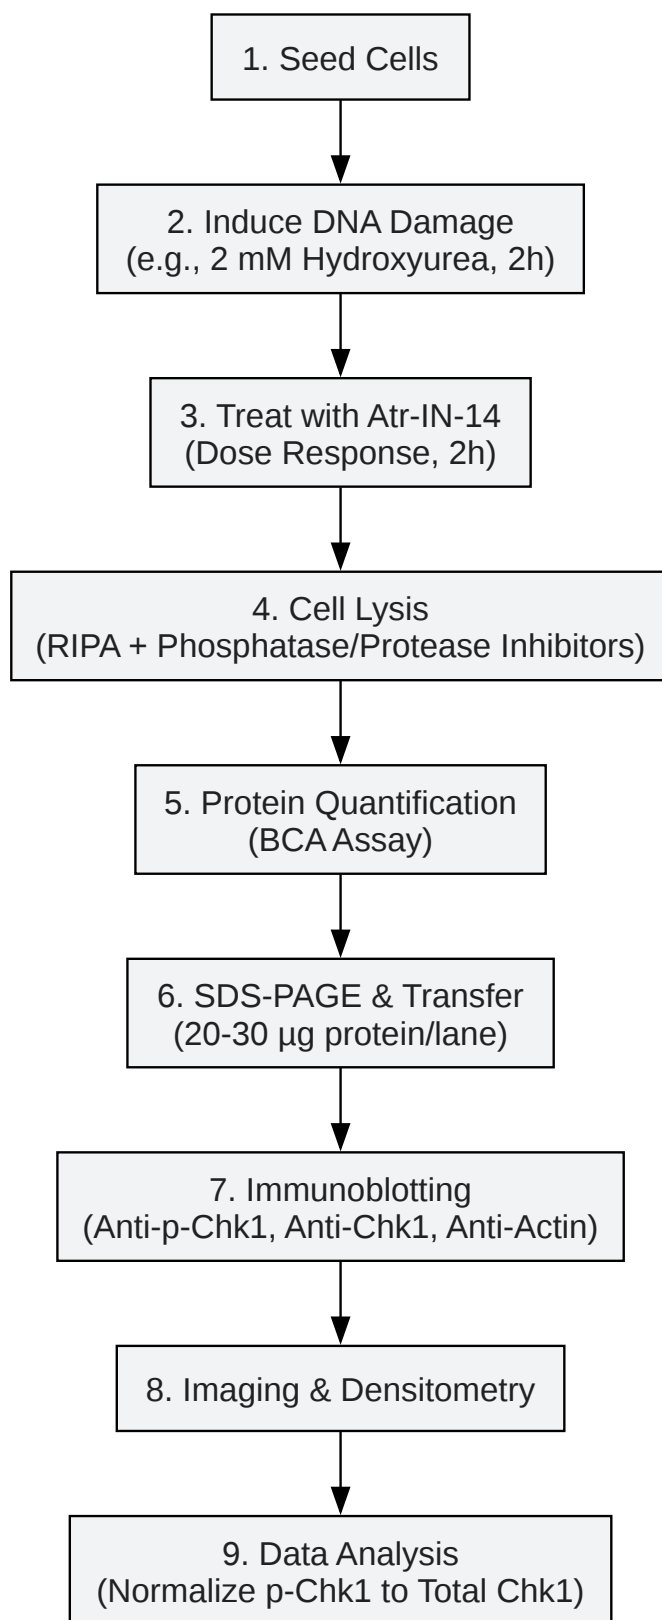 1. Seed Cells
2. Induce DNA Damage
(e.g., 2 mM Hydroxyurea, 2h)
3. Treat with Atr-IN-14
(Dose Response, 2h)
4. Cell Lysis
(RIPA + Phosphatase/Protease Inhibitors)
5. Protein Quantification
(BCA Assay)
6. SDS-PAGE & Transfer
(20-30 µg protein/lane)
7. Immunoblotting
(Anti-p-Chk1, Anti-Chk1, Anti-Actin)
8. Imaging & Densitometry
9. Data Analysis
(Normalize p-Chk1 to Total Chk1)